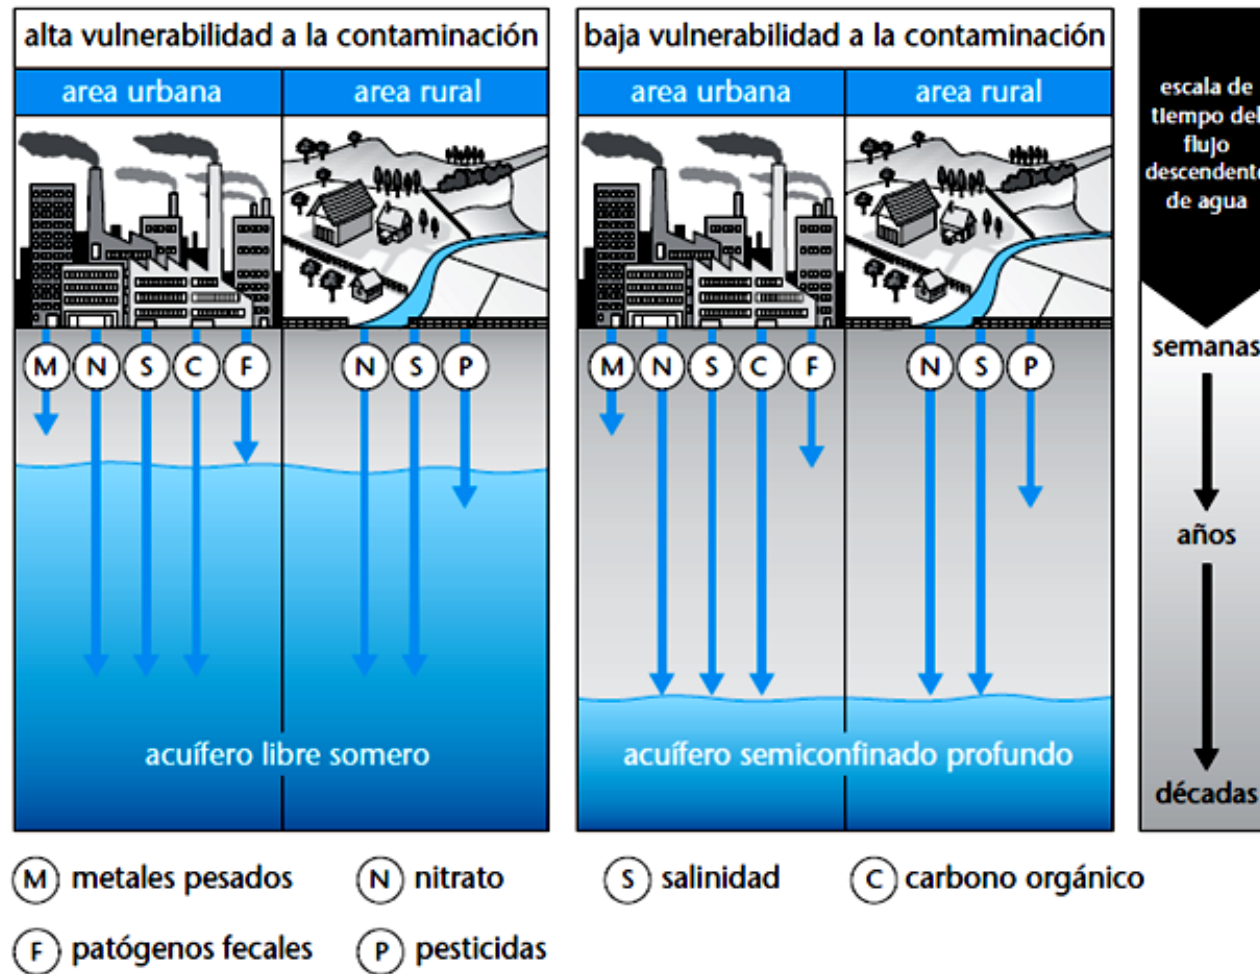 alta vulnerabilidad a la contaminación
area urbana
area rural
M N S C F
N S P
acuífero libre somero
baja vulnerabilidad a la contaminación
area urbana
area rural
M N S C F
N S P
acuífero semiconfinado profundo
escala de
tiempo del
flujo
descendente
de agua
semanas
años
décadas
M metales pesados
N nitrato
S salinidad
C carbono orgánico
F patógenos fecales
P pesticidas